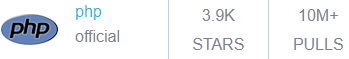 php
php
official
3.9K
STARS
10M+
PULLS